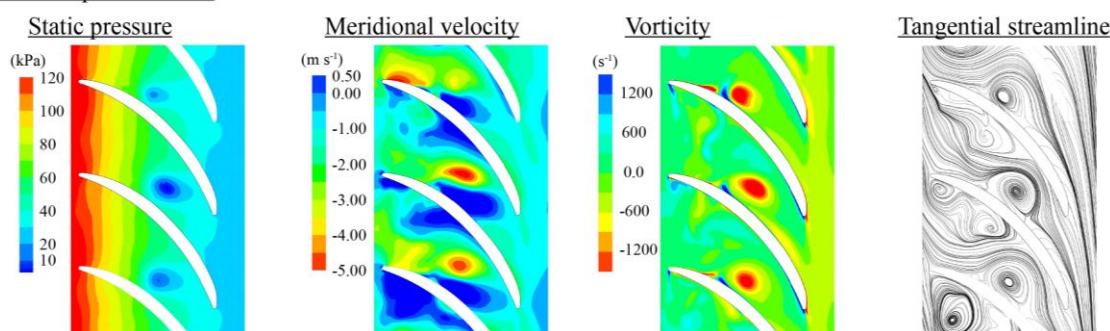 Static pressure
Meridional velocity
Vorticity
Tangential streamline
(kPa)
120
100
80
60
40
20
10
(m s⁻¹)
0.50
0.00
-1.00
-2.00
-3.00
-4.00
-5.00
(s⁻¹)
1200
600
0.0
-600
-1200